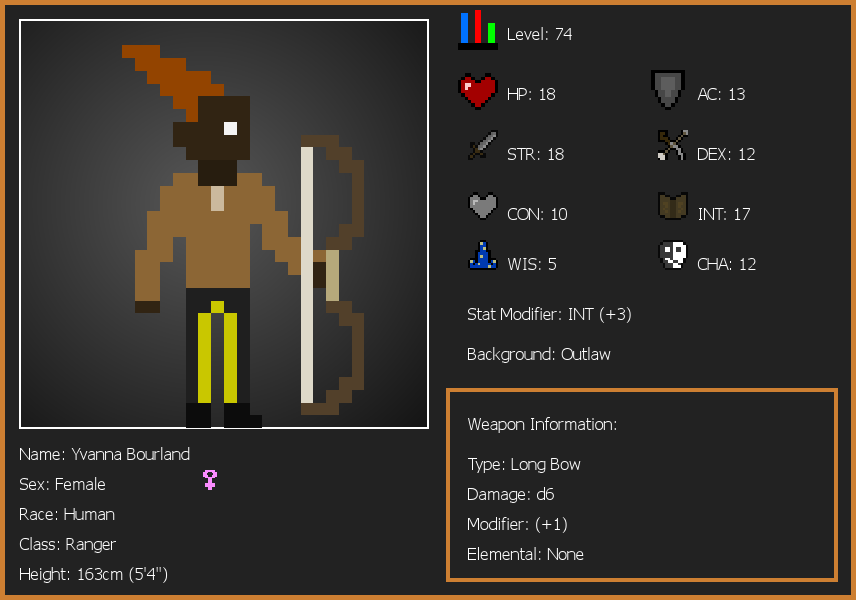 Level: 74
HP: 18
AC: 13
STR: 18
DEX: 12
CON: 10
INT: 17
WIS: 5
CHA: 12
Stat Modifier: INT (+3)
Background: Outlaw
Weapon Information:
Type: Long Bow
Damage: d6
Modifier: (+1)
Elemental: None
Name: Yvanna Bourland
Sex: Female
Race: Human
Class: Ranger
Height: 163cm (5'4")